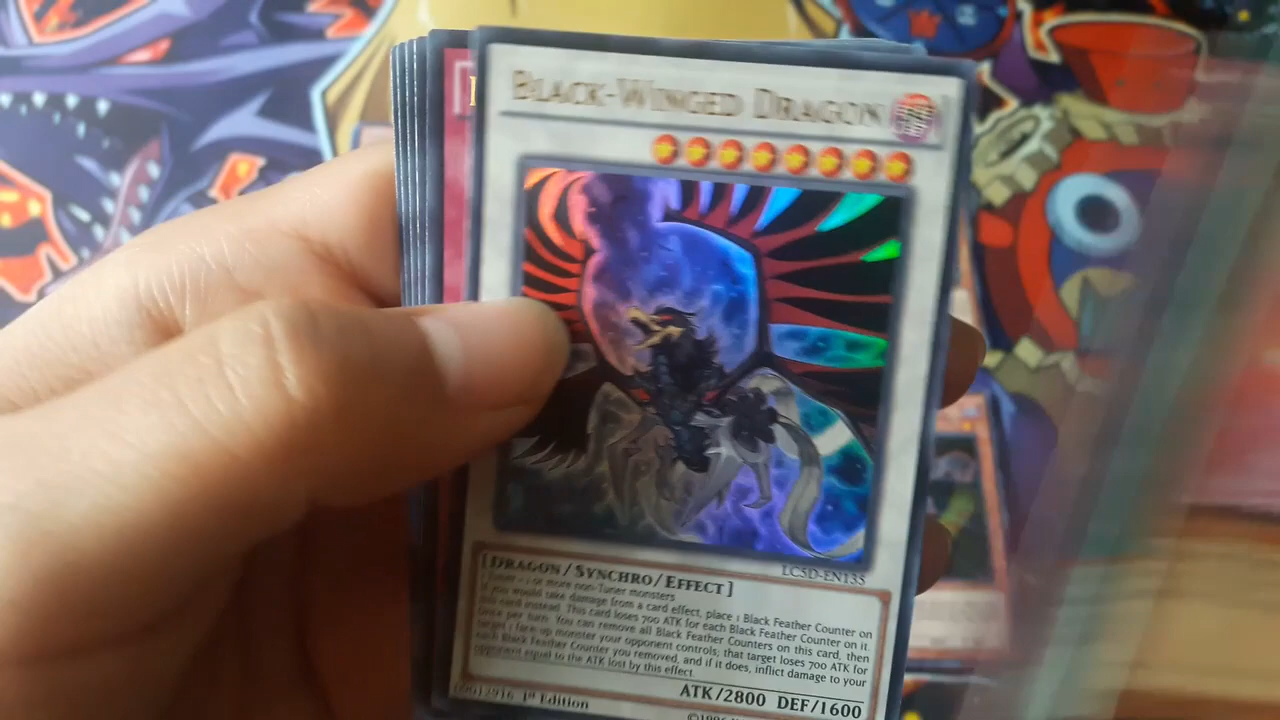 BLACK-WINGED DRAGON
LC5D-EN135
[DRAGON/SYNCHRO/EFFECT]
1 Tuner + 1 or more non-Tuner monsters
If you would take damage from a card effect, place 1 Black Feather Counter on
this card instead. This card loses 700 ATK for each Black Feather Counter on it.
Once per turn: You can remove all Black Feather Counters on this card, then
target 1 face-up monster your opponent controls; that target loses 700 ATK for
each Black Feather Counter you removed, and if it does, inflict damage to your
opponent equal to the ATK lost by this effect.
ATK/2800 DEF/1600
1st Edition